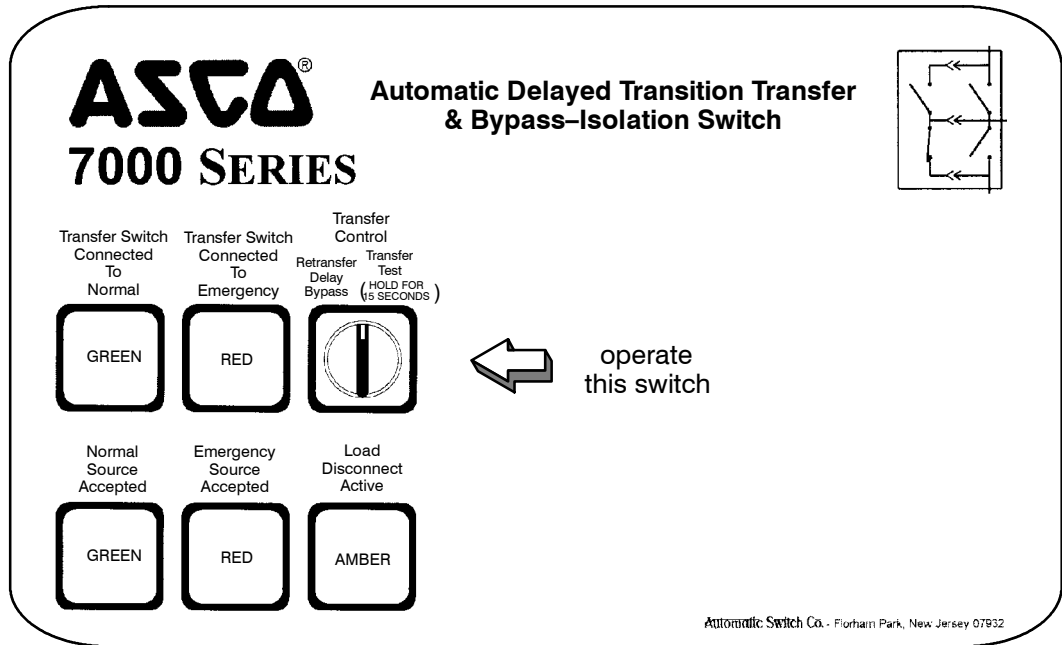 ASCO®
7000 SERIES
Automatic Delayed Transition Transfer
& Bypass–Isolation Switch
Transfer Switch
Connected
To
Normal
Transfer Switch
Connected
To
Emergency
Transfer
Control
Retransfer
Delay
Bypass
Transfer
Test
(HOLD FOR
15 SECONDS)
GREEN
RED
operate
this switch
Normal
Source
Accepted
Emergency
Source
Accepted
Load
Disconnect
Active
GREEN
RED
AMBER
Automatic Switch Co. - Florham Park, New Jersey 07932